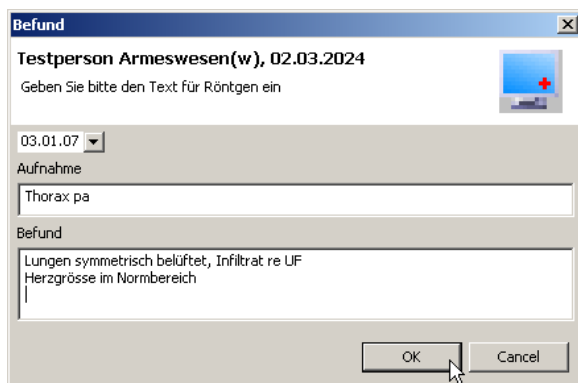 Befund
Testperson Armeswesen(w), 02.03.2024
Geben Sie bitte den Text für Röntgen ein
03.01.07
Aufnahme
Thorax pa
Befund
Lungen symmetrisch belüftet, Infiltrat re UF
Herzgrösse im Normbereich
OK
Cancel